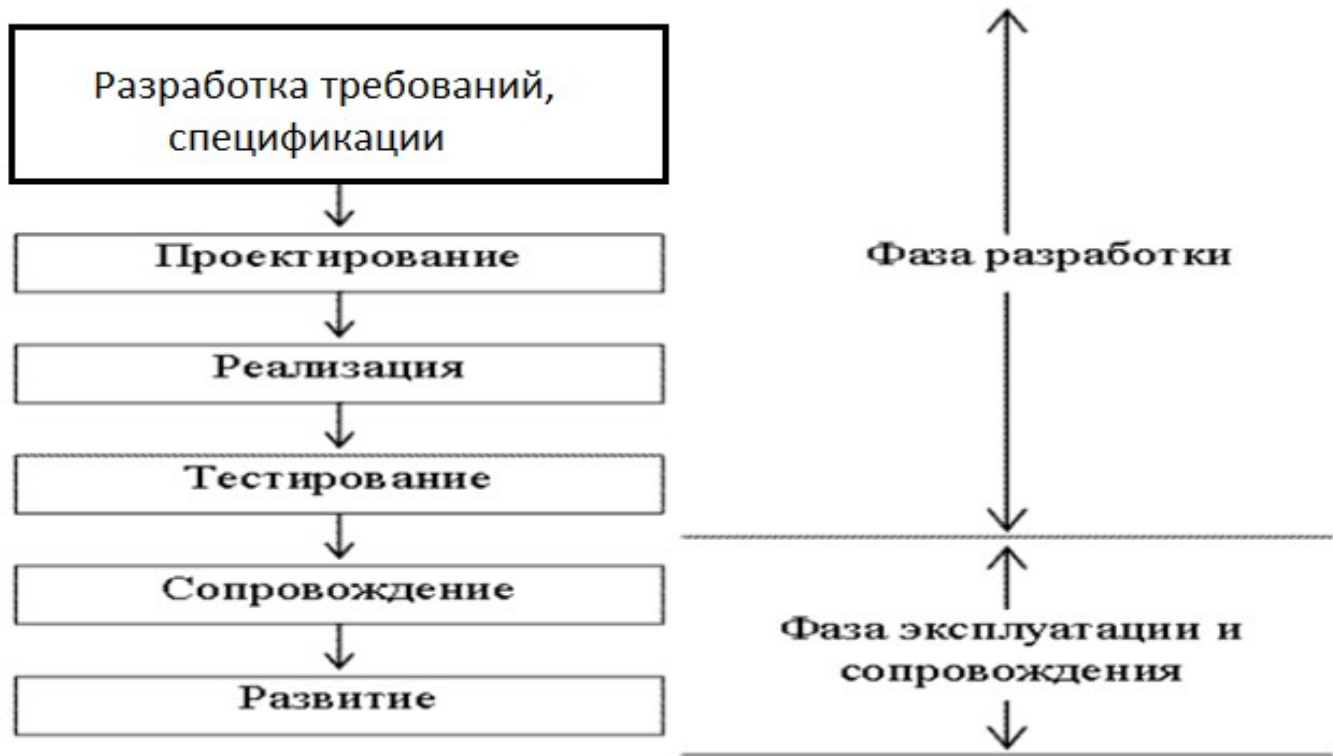 Разработка требований,
спецификации
Проектирование
Реализация
Тестирование
Сопровождение
Развитие
Фаза разработки
Фаза эксплуатации и
сопровождения